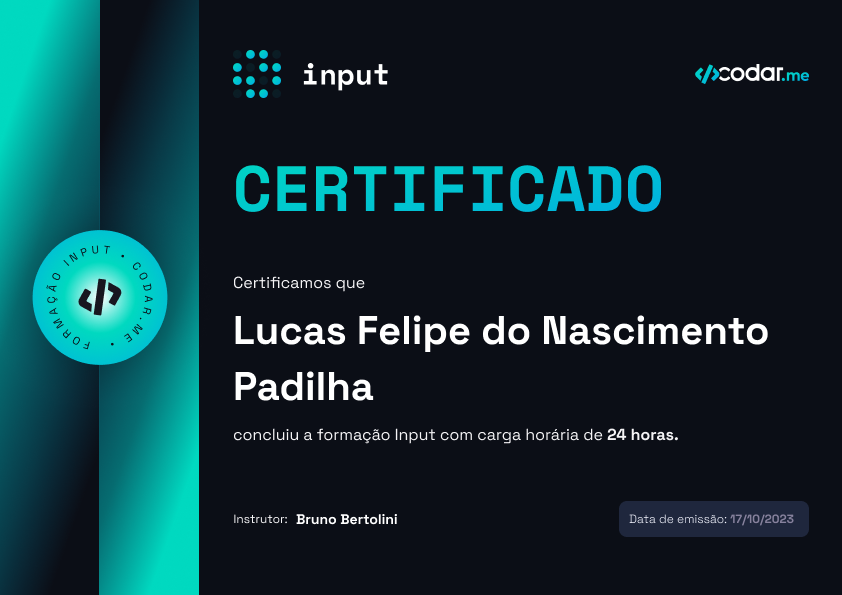 input
codar.me
CERTIFICADO
FORMAÇÃO INPUT • CODAR.ME •
Certificamos que
Lucas Felipe do Nascimento
Padilha
concluiu a formação Input com carga horária de 24 horas.
Instrutor: Bruno Bertolini
Data de emissão: 17/10/2023